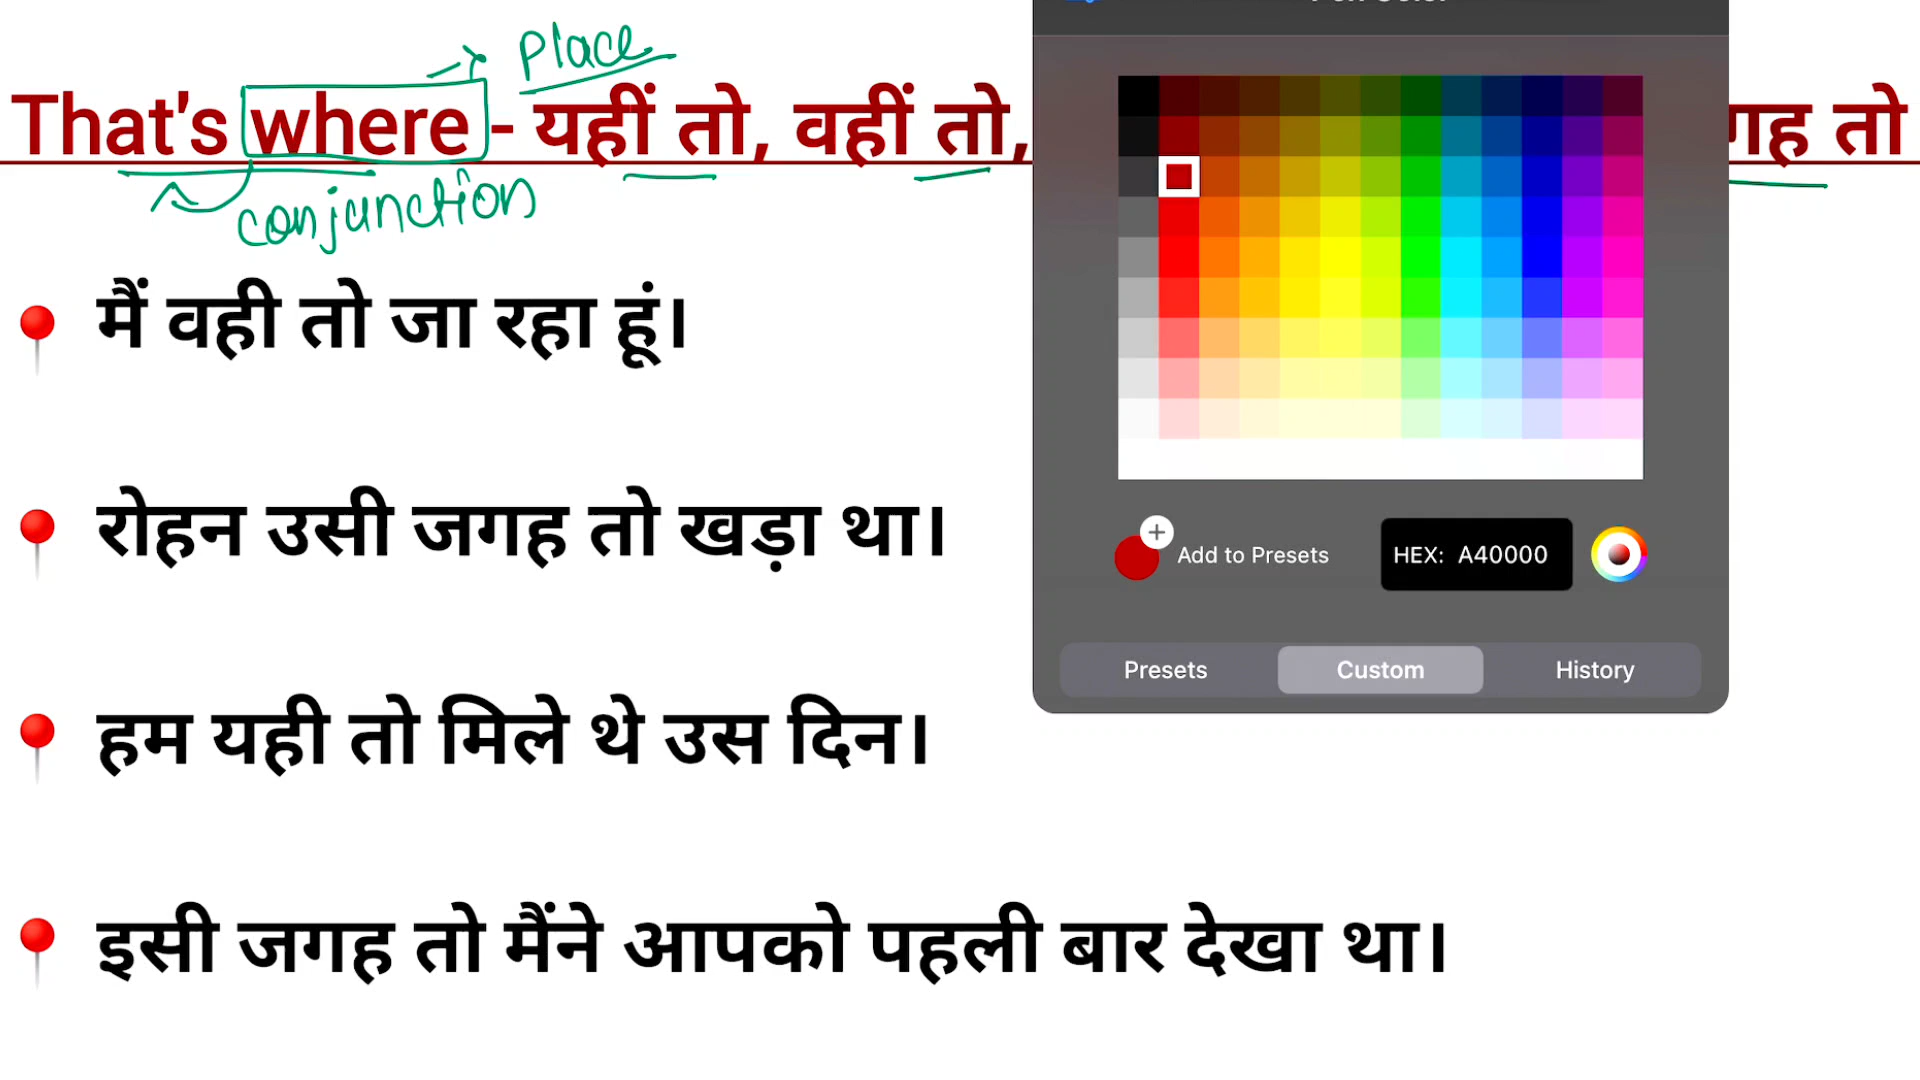 Place
That's where - यहीं तो, वहीं तो, गह तो
conjunction
मैं वही तो जा रहा हूं।
रोहन उसी जगह तो खड़ा था।
हम यही तो मिले थे उस दिन।
इसी जगह तो मैंने आपको पहली बार देखा था।
Add to Presets
HEX: A40000
Presets
Custom
History